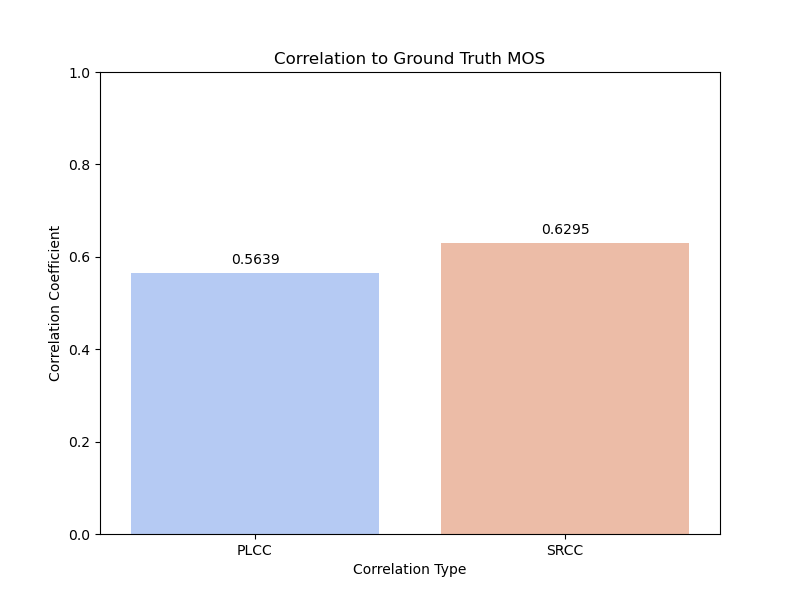 Correlation to Ground Truth MOS
1.0
0.8
0.6
0.4
0.2
0.0
Correlation Coefficient
0.5639
0.6295
PLCC
SRCC
Correlation Type